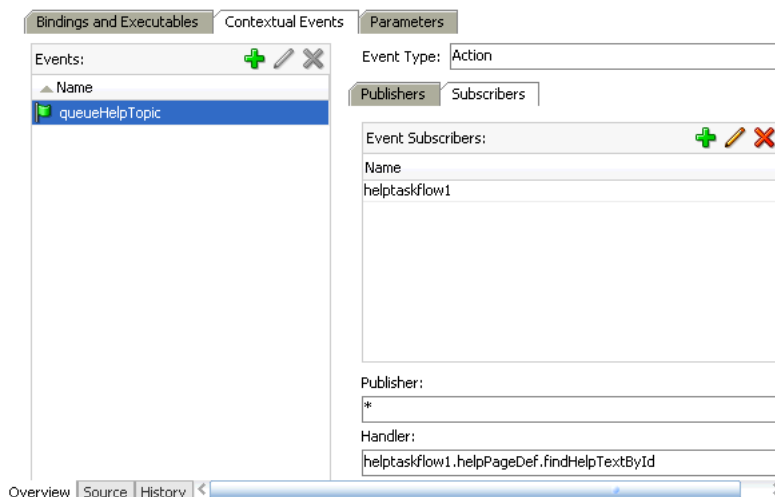 Bindings and Executables Contextual Events Parameters
Events:
Event Type: Action
Name
queueHelpTopic
Publishers Subscribers
Event Subscribers:
Name
helptaskflow1
Publisher:
*
Handler:
helptaskflow1.helpPageDef.findHelpTextById
Overview Source History